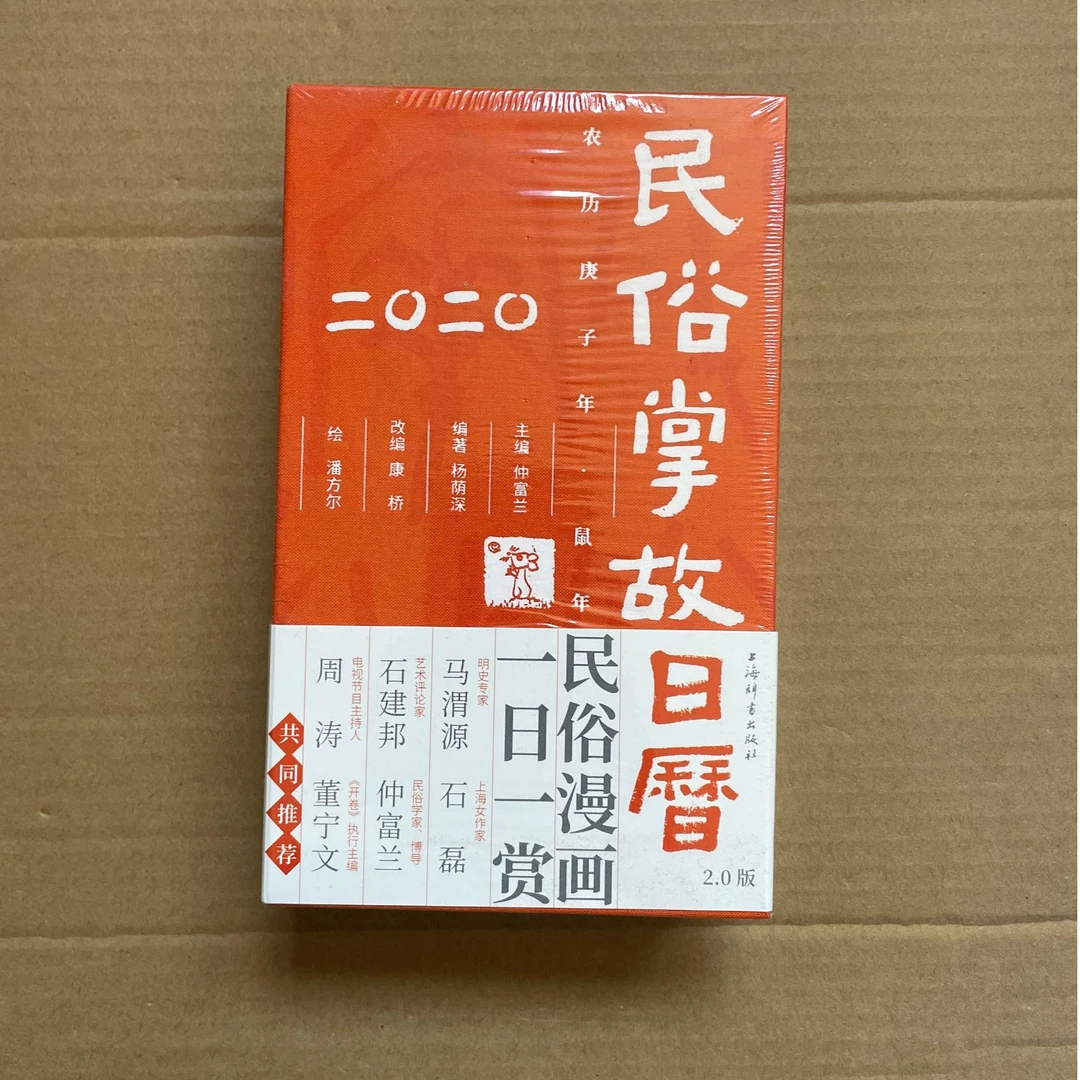 民俗掌故日曆
农历庚子年·鼠年
二〇二〇
主编 仲富兰
编著 杨荫深
改编 康桥
绘 潘方尔
上海辞书出版社
2.0 版
民俗漫画
一日一赏
明史专家
马渭源
上海女作家
石磊
艺术评论家
石建邦
民俗学家、博导
仲富兰
电视节目主持人
周涛
《开卷》执行主编
董宁文
共同推荐